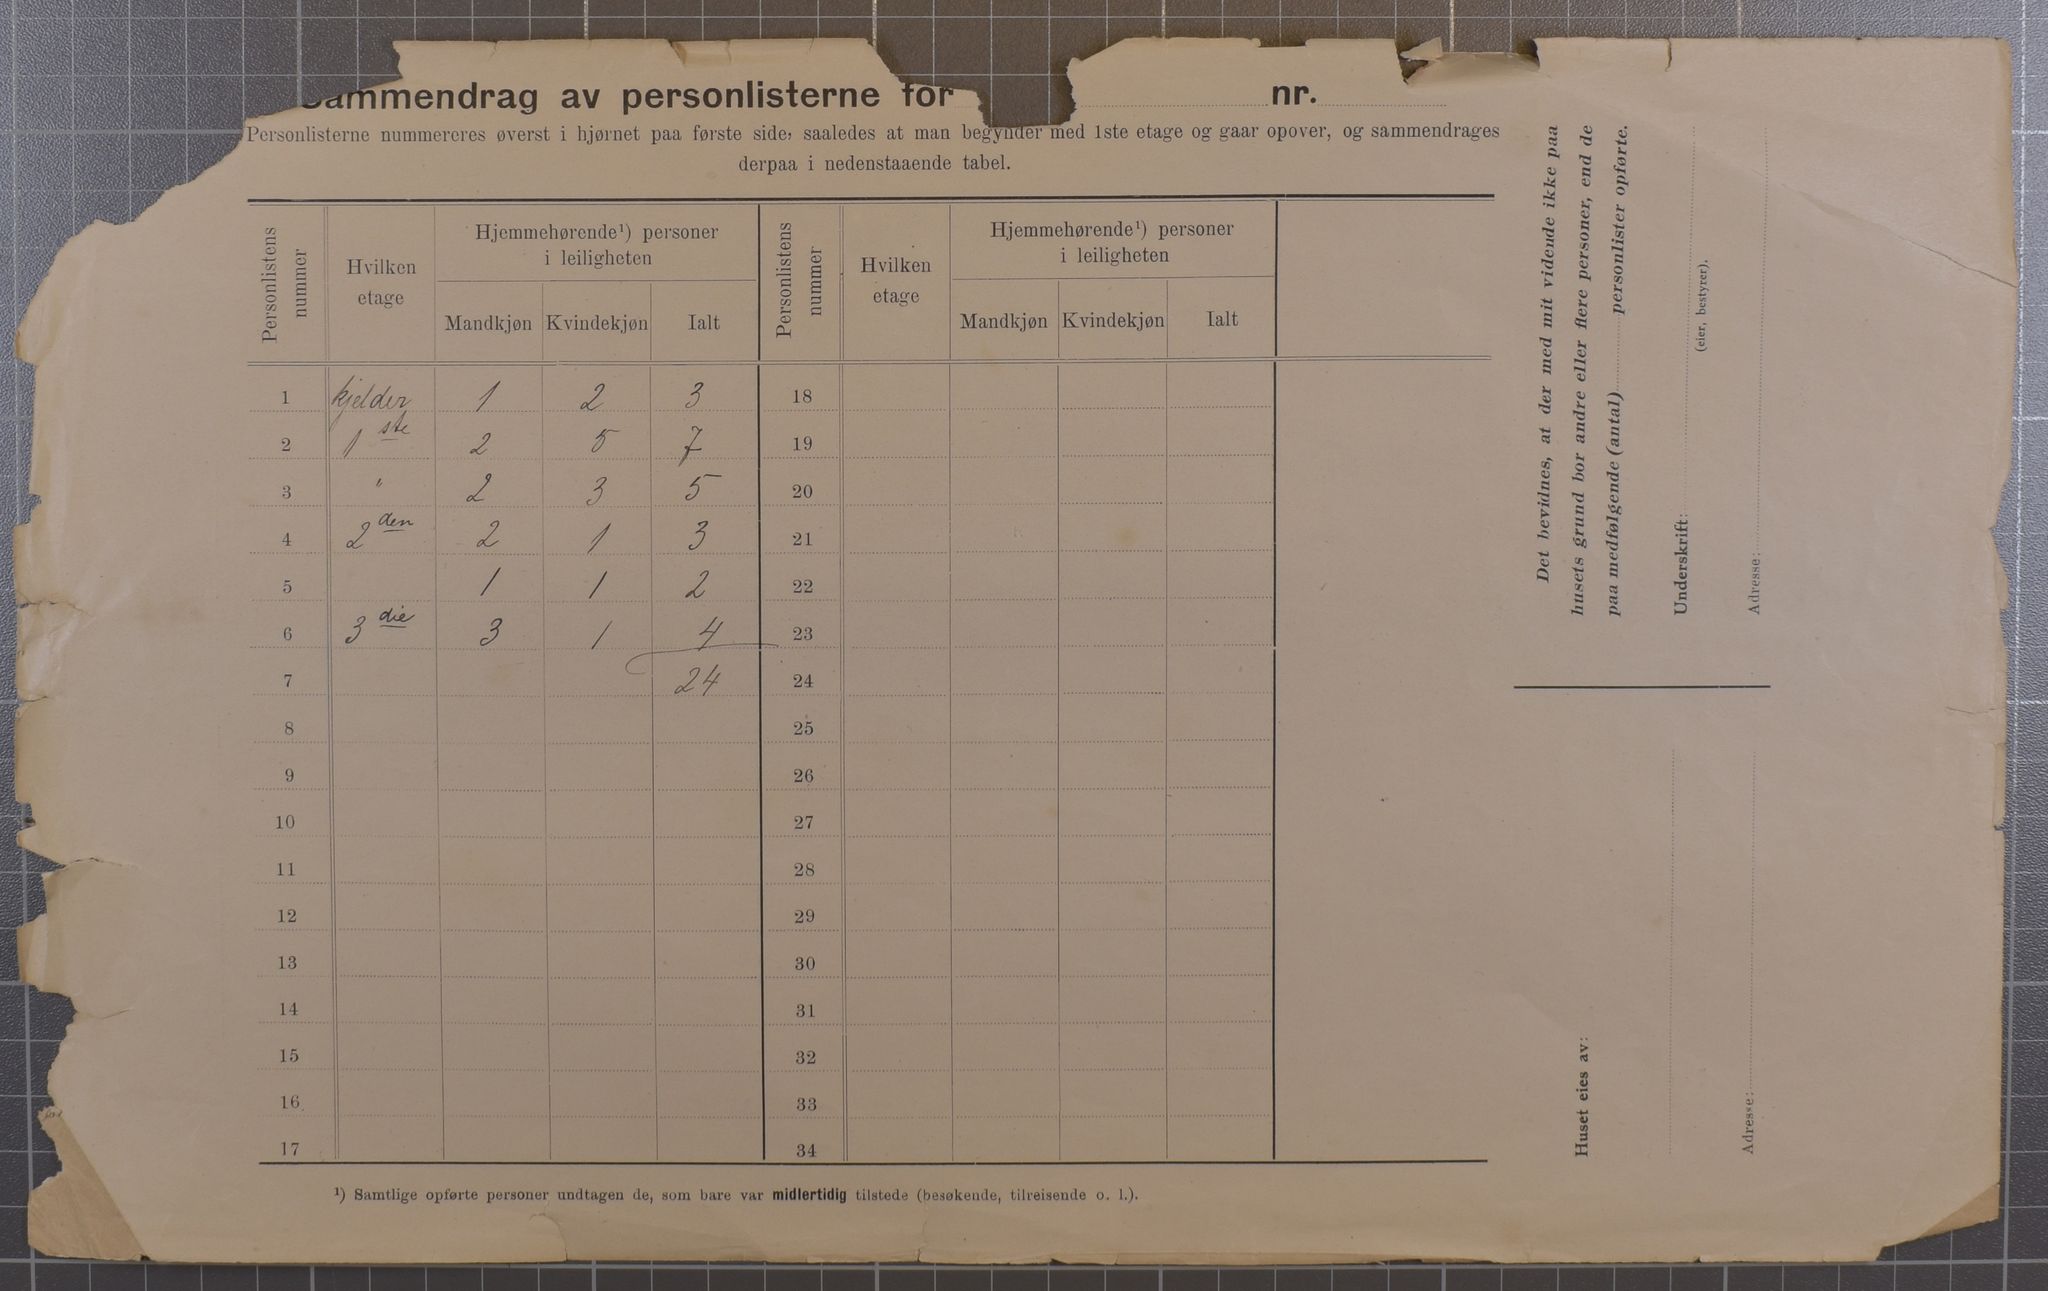 Sammendrag av personlisterne for nr.
Personlisterne nummereres øverst i hjørnet paa første side, saaledes at man begynder med 1ste etage og gaar opover, og sammendrages
derpaa i nedenstaaende tabel.
Personlistens nummer Hvilken etage Hjemmehørende¹) personer i leiligheten Mandkjøn Kvindekjøn Ialt Personlistens nummer Hvilken etage Hjemmehørende¹) personer i leiligheten Mandkjøn Kvindekjøn Ialt
1 kjelder 1 2 3 18
2 1ste 2 5 7 19
3 " 2 3 5 20
4 2den 2 1 3 21
5 1 1 2 22
6 3die 3 1 4 23
7 24 24
8 25
9 26
10 27
11 28
12 29
13 30
14 31
15 32
16 33
17 34
¹) Samtlige opførte personer undtagen de, som bare var midlertidig tilstede (besøkende, tilreisende o. l.).
Det bevidnes, at der med mit vidende ikke paa
husets grund bor andre eller flere personer, end de
paa medfølgende (antal) personlister opførte.
Underskrift:
(eier, bestyrer).
Adresse:
Huset eies av:
Adresse: